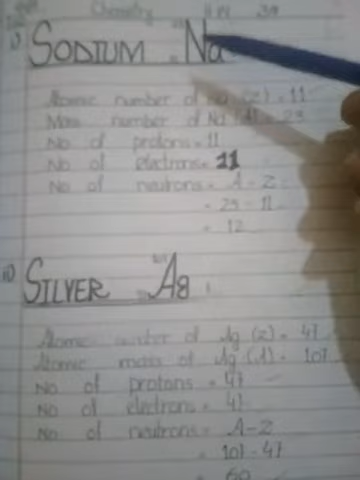 Chemistry
i) SODIUM Na
Atomic number of Na (Z) = 11
Mass number of Na (A) = 23
No of protons = 11
No of electrons = 11
No of neutrons = A - Z
= 23 - 11
= 12
ii) SILVER Ag
Atomic number of Ag (Z) = 47
Atomic mass of Ag (A) = 107
No of protons = 47
No of electrons = 47
No of neutrons = A-Z
= 107 - 47
= 60